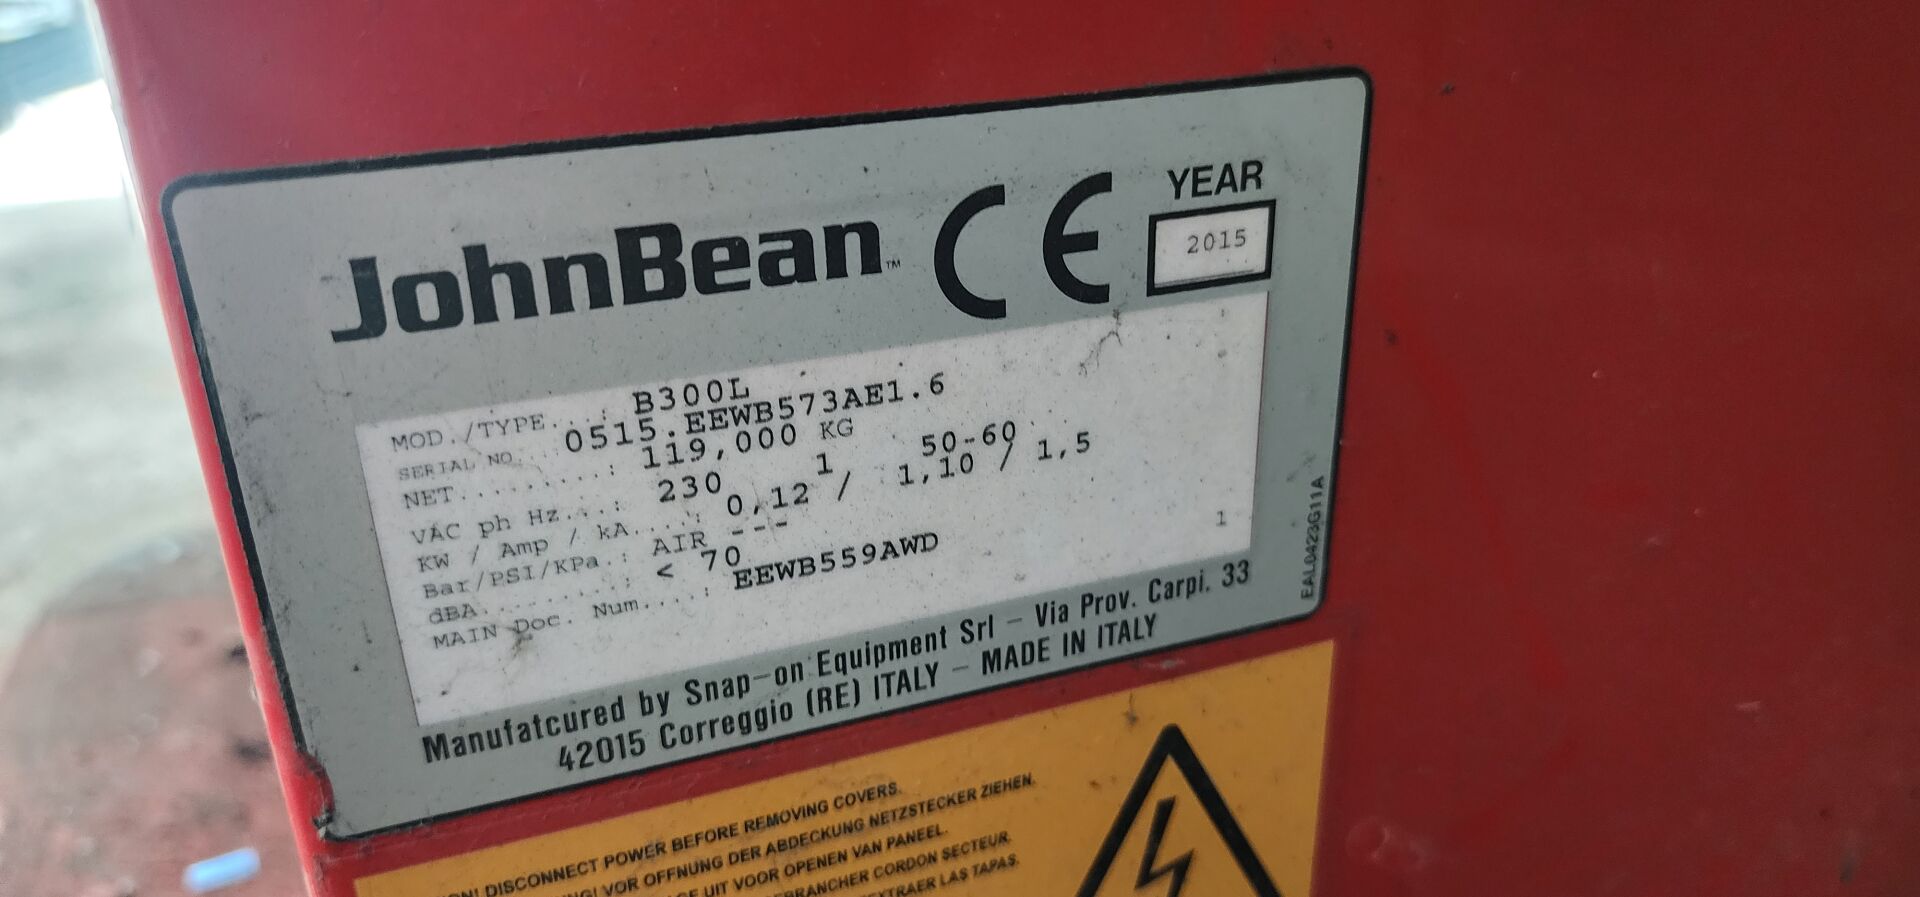 JohnBean™ CE YEAR
2015
MOD./TYPE...: B300L
SERIAL NO...: 0515.EEWB573AE1.6
NET.........: 119,000 KG
VAC ph Hz...: 230 1 50-60
KW / Amp / kA....: 0,12 / 1,10 / 1,5
Bar/PSI/KPa.: AIR ---
dBA.........: < 70
MAIN Doc. Num....: EEWB559AWD
1
EAL0423G11A
Manufatcured by Snap-on Equipment Srl - Via Prov. Carpi. 33
42015 Correggio (RE) ITALY - MADE IN ITALY
DISCONNECT POWER BEFORE REMOVING COVERS.
VOR OFFNUNG DER ABDECKUNG NETZSTECKER ZIEHEN.
UIT VOOR OPENEN VAN PANEEL.
CORDON SECTEUR.
LAS TAPAS.